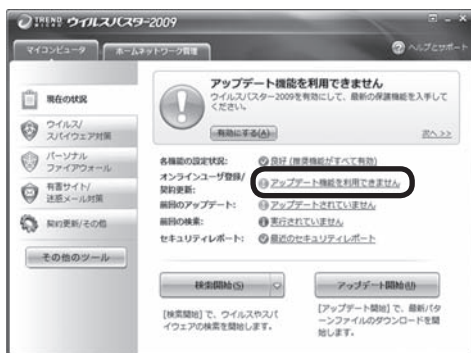 TREND MICRO ウイルスバスター2009
マイコンピュータ
ホームネットワーク管理
ヘルプとサポート
現在の状況
ウイルス/
スパイウェア対策
パーソナル
ファイアウォール
有害サイト/
迷惑メール対策
契約更新/その他
その他のツール
アップデート機能を利用できません
ウイルスバスター2009を有効にして、最新の保護機能を入手して
ください。
有効にする(A)
次へ >>
各機能の設定状況: 良好 (推奨機能がすべて有効)
オンラインユーザ登録/
契約更新: アップデート機能を利用できません
前回のアップデート: アップデートされていません
前回の検索: 実行されていません
セキュリティレポート: 最近のセキュリティレポート
検索開始(S)
アップデート開始(U)
[検索開始] で、ウイルスやスパ
イウェアの検索を開始します。
[アップデート開始] で、最新パタ
ーンファイルのダウンロードを開
始します。